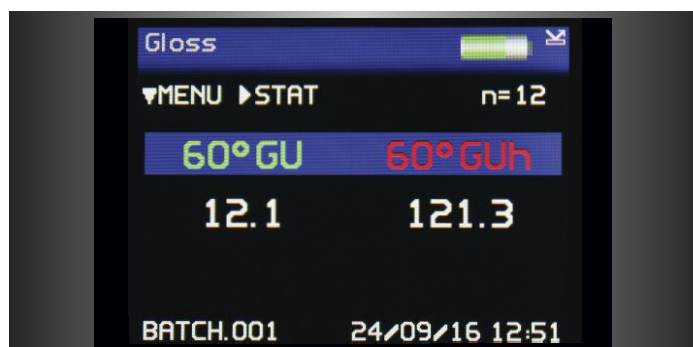 Gloss
▼MENU ▶STAT n=12
60°GU 60°GUh
12.1 121.3
BATCH.001 24/09/16 12:51